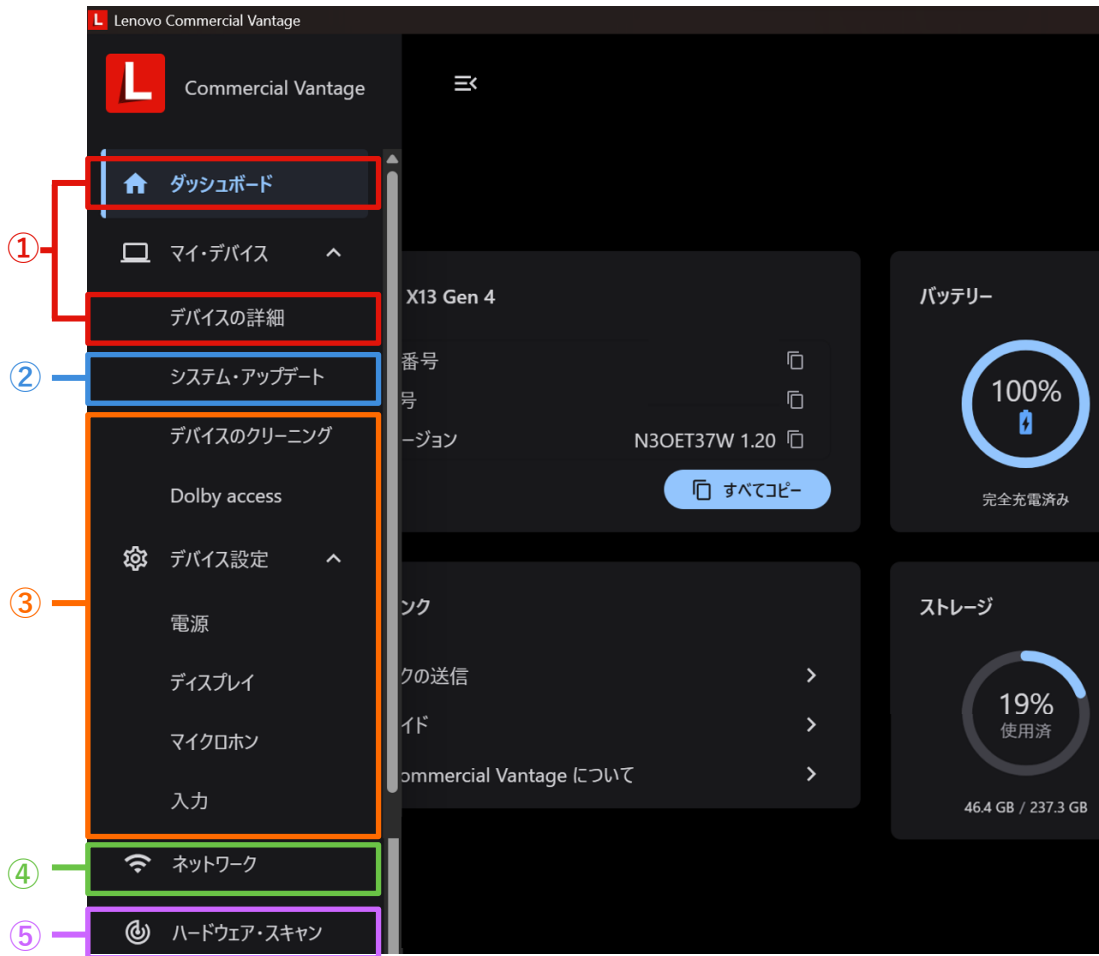 Lenovo Commercial Vantage
Commercial Vantage
① ダッシュボード
マイ・デバイス
デバイスの詳細
② システム・アップデート
③ デバイスのクリーニング
Dolby access
デバイス設定
電源
ディスプレイ
マイクロホン
入力
④ ネットワーク
⑤ ハードウェア・スキャン
X13 Gen 4
番号
号
ージョン N3OET37W 1.20
すべてコピー
バッテリー
100%
完全充電済み
ンク
クの送信
イド
ommercial Vantage について
ストレージ
19%
使用済
46.4 GB / 237.3 GB